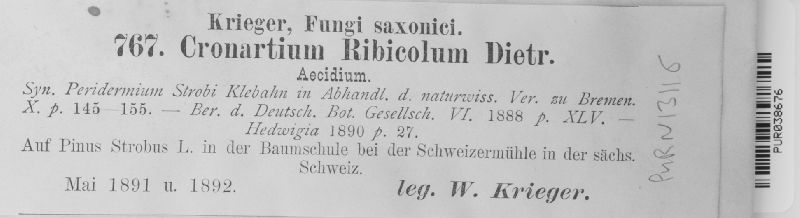 Krieger, Fungi saxonici.
767. Cronartium Ribicolum Dietr.
Aecidium.
Syn. Peridermium Strobi Klebahn in Abhandl. d. naturwiss. Ver. zu Bremen.
X. p. 145—155. — Ber. d. Deutsch. Bot. Gesellsch. VI. 1888 p. XLV. —
Hedwigia 1890 p. 27.
Auf Pinus Strobus L. in der Baumschule bei der Schweizermühle in der sächs.
Schweiz.
Mai 1891 u. 1892.
leg. W. Krieger.
PUR N13116
PUR038676